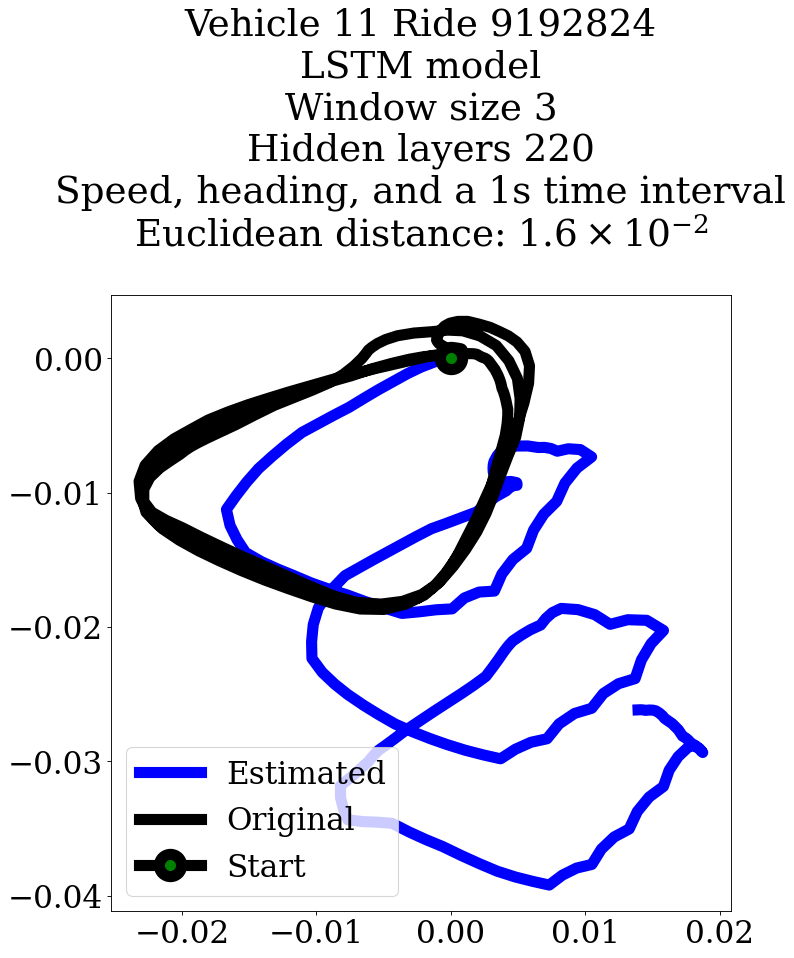 Vehicle 11 Ride 9192824
LSTM model
Window size 3
Hidden layers 220
Speed, heading, and a 1s time interval
Euclidean distance: 1.6 × 10⁻²
0.00
−0.01
−0.02
−0.03
−0.04
Estimated
Original
Start
−0.02 −0.01 0.00 0.01 0.02